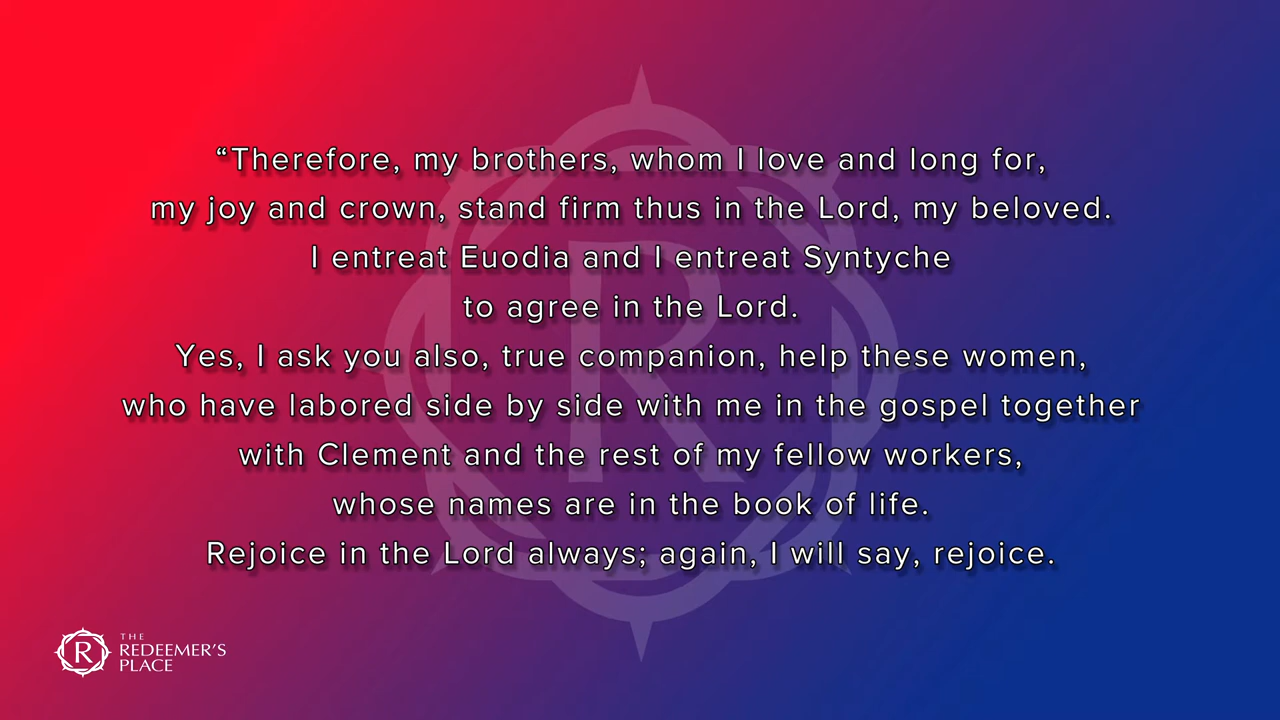 “Therefore, my brothers, whom I love and long for,
my joy and crown, stand firm thus in the Lord, my beloved.
I entreat Euodia and I entreat Syntyche
to agree in the Lord.
Yes, I ask you also, true companion, help these women,
who have labored side by side with me in the gospel together
with Clement and the rest of my fellow workers,
whose names are in the book of life.
Rejoice in the Lord always; again, I will say, rejoice.
R
R
THE
REDEEMER'S
PLACE